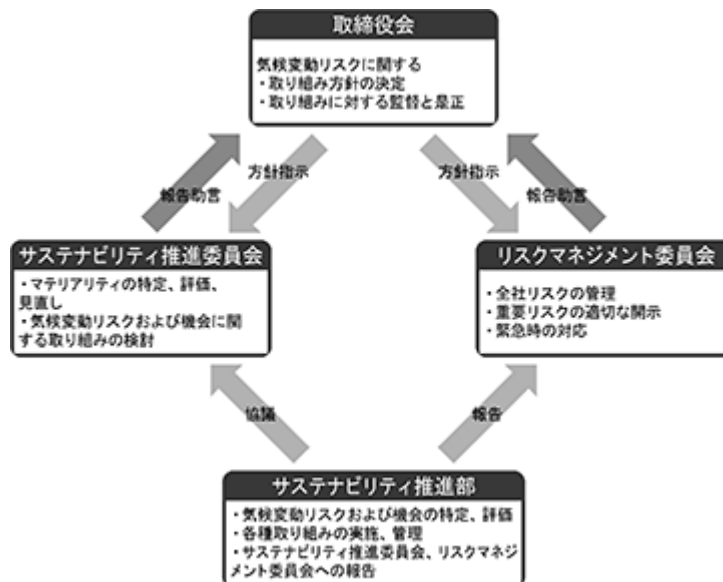 取締役会
気候変動リスクに関する
・取り組み方針の決定
・取り組みに対する監督と是正
報告助言
方針指示
方針指示
報告助言
サステナビリティ推進委員会
・マテリアリティの特定、評価、
見直し
・気候変動リスクおよび機会に関
する取り組みの検討
リスクマネジメント委員会
・全社リスクの管理
・重要リスクの適切な開示
・緊急時の対応
協議
報告
サステナビリティ推進部
・気候変動リスクおよび機会の特定、評価
・各種取り組みの実施、管理
・サステナビリティ推進委員会、リスクマネジ
メント委員会への報告